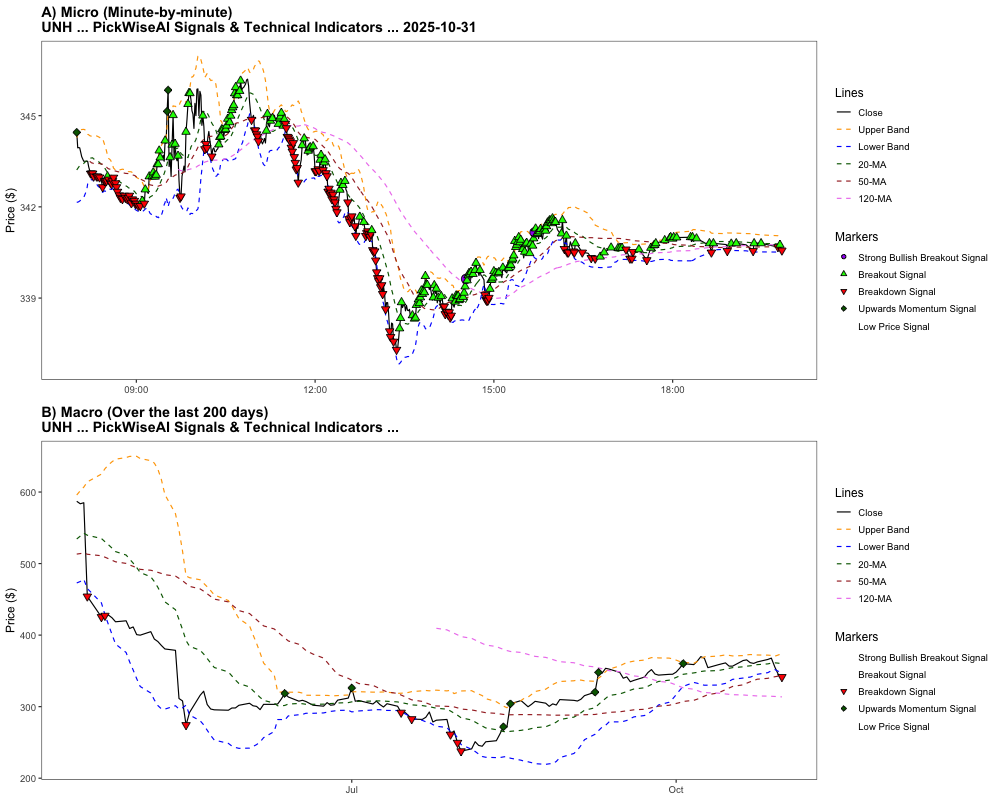 A) Micro (Minute-by-minute)
UNH ... PickWiseAI Signals & Technical Indicators ... 2025-10-31
Price ($)
345
342
339
09:00
12:00
15:00
18:00
Lines
Close
Upper Band
Lower Band
20-MA
50-MA
120-MA
Markers
Strong Bullish Breakout Signal
Breakout Signal
Breakdown Signal
Upwards Momentum Signal
Low Price Signal
B) Macro (Over the last 200 days)
UNH ... PickWiseAI Signals & Technical Indicators ...
Price ($)
600
500
400
300
200
Jul
Oct
Lines
Close
Upper Band
Lower Band
20-MA
50-MA
120-MA
Markers
Strong Bullish Breakout Signal
Breakout Signal
Breakdown Signal
Upwards Momentum Signal
Low Price Signal